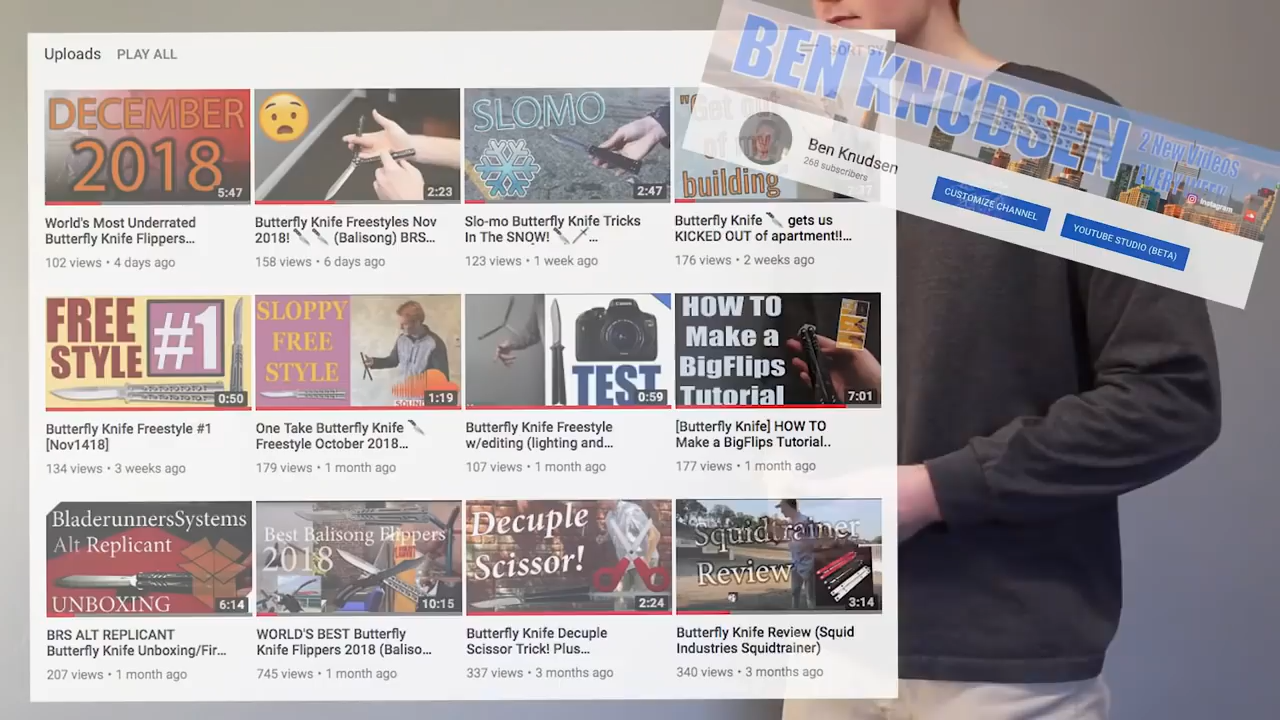 Uploads PLAY ALL
SORT BY
BEN KNUDSEN
2 New Videos
Ben Knudsen
268 subscribers
CUSTOMIZE CHANNEL
YOUTUBE STUDIO (BETA)
Instagram
DECEMBER
2018
5:47
World's Most Underrated
Butterfly Knife Flippers...
102 views • 4 days ago
2:23
Butterfly Knife Freestyles Nov
2018! (Balisong) BRS...
158 views • 6 days ago
SLOMO
2:47
Slo-mo Butterfly Knife Tricks
In The SNOW! ...
123 views • 1 week ago
"Get out
of my
building
Butterfly Knife gets us
KICKED OUT of apartment!!...
176 views • 2 weeks ago
FREE
STYLE
#1
0:50
Butterfly Knife Freestyle #1
[Nov1418]
134 views • 3 weeks ago
SLOPPY
FREE
STYLE
1:19
One Take Butterfly Knife
Freestyle October 2018...
179 views • 1 month ago
Canon
TEST
0:59
Butterfly Knife Freestyle
w/editing (lighting and...
107 views • 1 month ago
HOW TO
Make a
BigFlips
Tutorial
7:01
[Butterfly Knife] HOW TO
Make a BigFlips Tutorial..
177 views • 1 month ago
BladerunnersSystems
Alt Replicant
UNBOXING
6:14
BRS ALT REPLICANT
Butterfly Knife Unboxing/Fir...
207 views • 1 month ago
Best Balisong Flippers
2018
10:15
WORLD'S BEST Butterfly
Knife Flippers 2018 (Baliso...
745 views • 1 month ago
Decuple
Scissor!
2:24
Butterfly Knife Decuple
Scissor Trick! Plus...
337 views • 3 months ago
Squidtrainer
Review
3:14
Butterfly Knife Review (Squid
Industries Squidtrainer)
340 views • 3 months ago